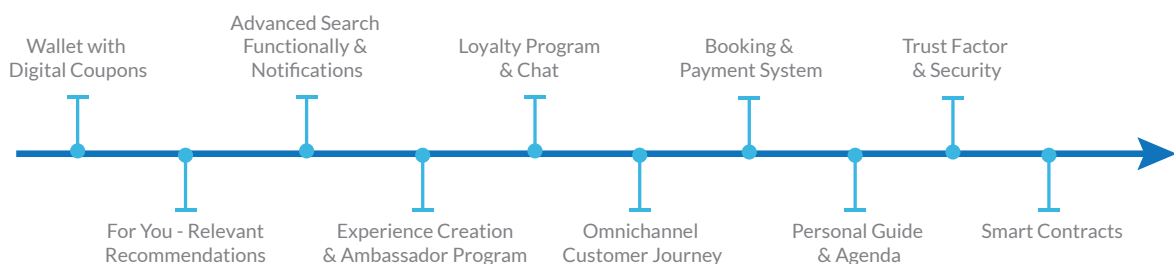 Wallet with
Digital Coupons
For You - Relevant
Recommendations
Advanced Search
Functionally &
Notifications
Experience Creation
& Ambassador Program
Loyalty Program
& Chat
Omnichannel
Customer Journey
Booking &
Payment System
Personal Guide
& Agenda
Trust Factor
& Security
Smart Contracts